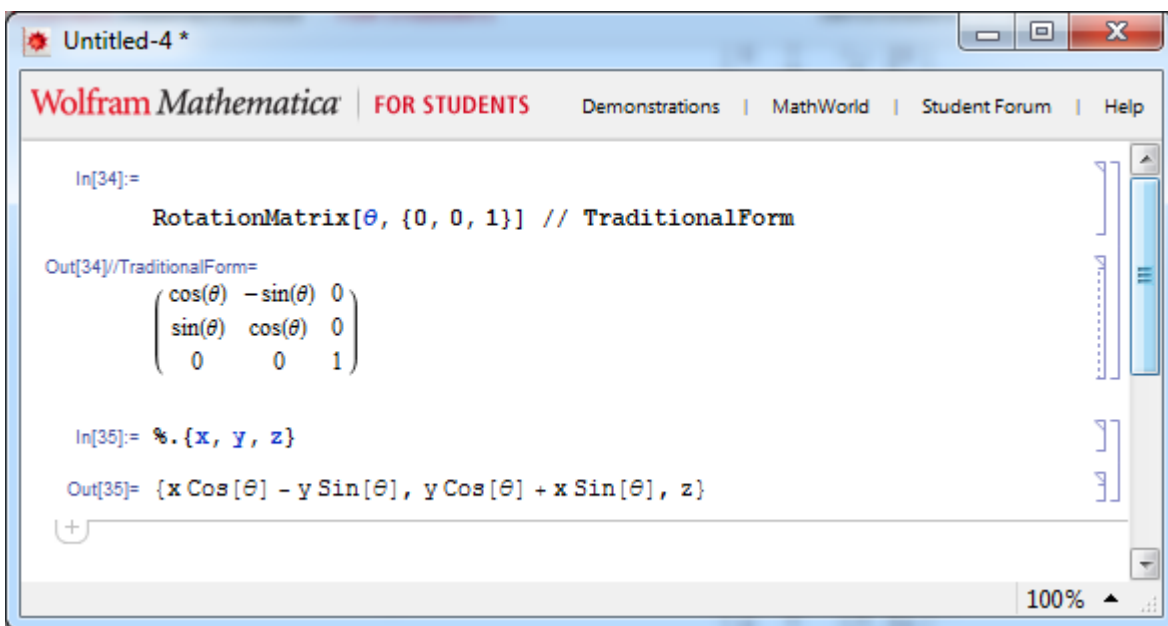 Untitled-4 *
Wolfram Mathematica | FOR STUDENTS Demonstrations | MathWorld | Student Forum | Help
In[34]:=
RotationMatrix[θ, {0, 0, 1}] // TraditionalForm
Out[34]//TraditionalForm=
cos(θ) −sin(θ) 0
sin(θ) cos(θ) 0
0 0 1
In[35]:= %.{x, y, z}
Out[35]= {x Cos[θ] − y Sin[θ], y Cos[θ] + x Sin[θ], z}
100%